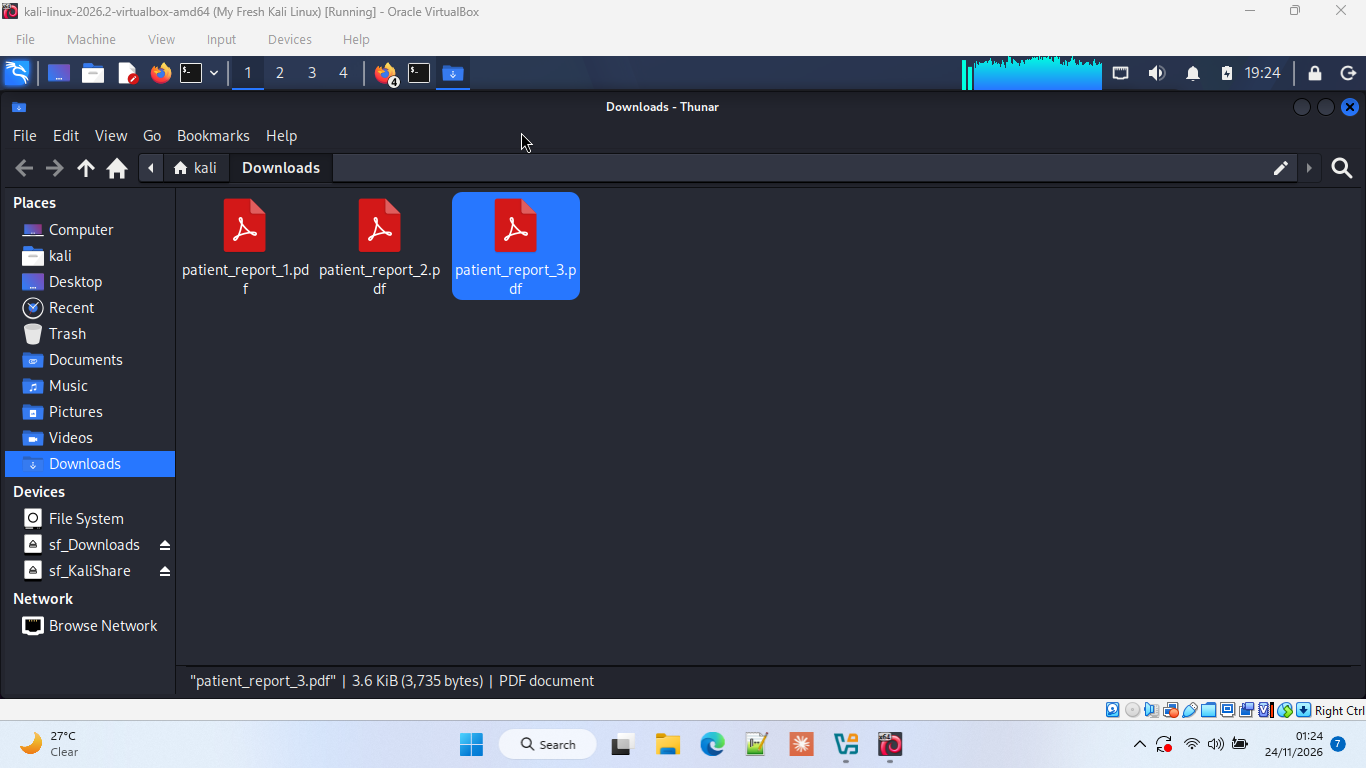 kali-linux-2026.2-virtualbox-amd64 (My Fresh Kali Linux) [Running] - Oracle VirtualBox
File Machine View Input Devices Help
1 2 3 4 4 19:24
Downloads - Thunar
File Edit View Go Bookmarks Help
kali Downloads
Places
Computer
kali
Desktop
Recent
Trash
Documents
Music
Pictures
Videos
Downloads
Devices
File System
sf_Downloads
sf_KaliShare
Network
Browse Network
patient_report_1.pd
f
patient_report_2.p
df
patient_report_3.p
df
"patient_report_3.pdf" | 3.6 KiB (3,735 bytes) | PDF document
Right Ctrl
27°C
Clear
Search
01:24
24/11/2026
7